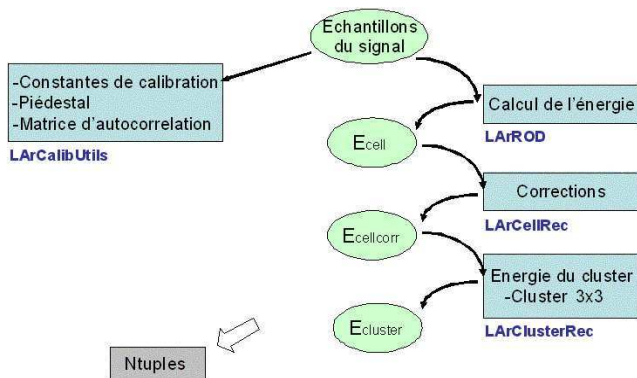 Echantillons
du signal
-Constantes de calibration
-Piédestal
-Matrice d'autocorrelation
LArCalibUtils
Calcul de l'énergie
LArROD
Ecell
Corrections
LArCellRec
Ecellcorr
Energie du cluster
-Cluster 3x3
LArClusterRec
Ecluster
Ntuples